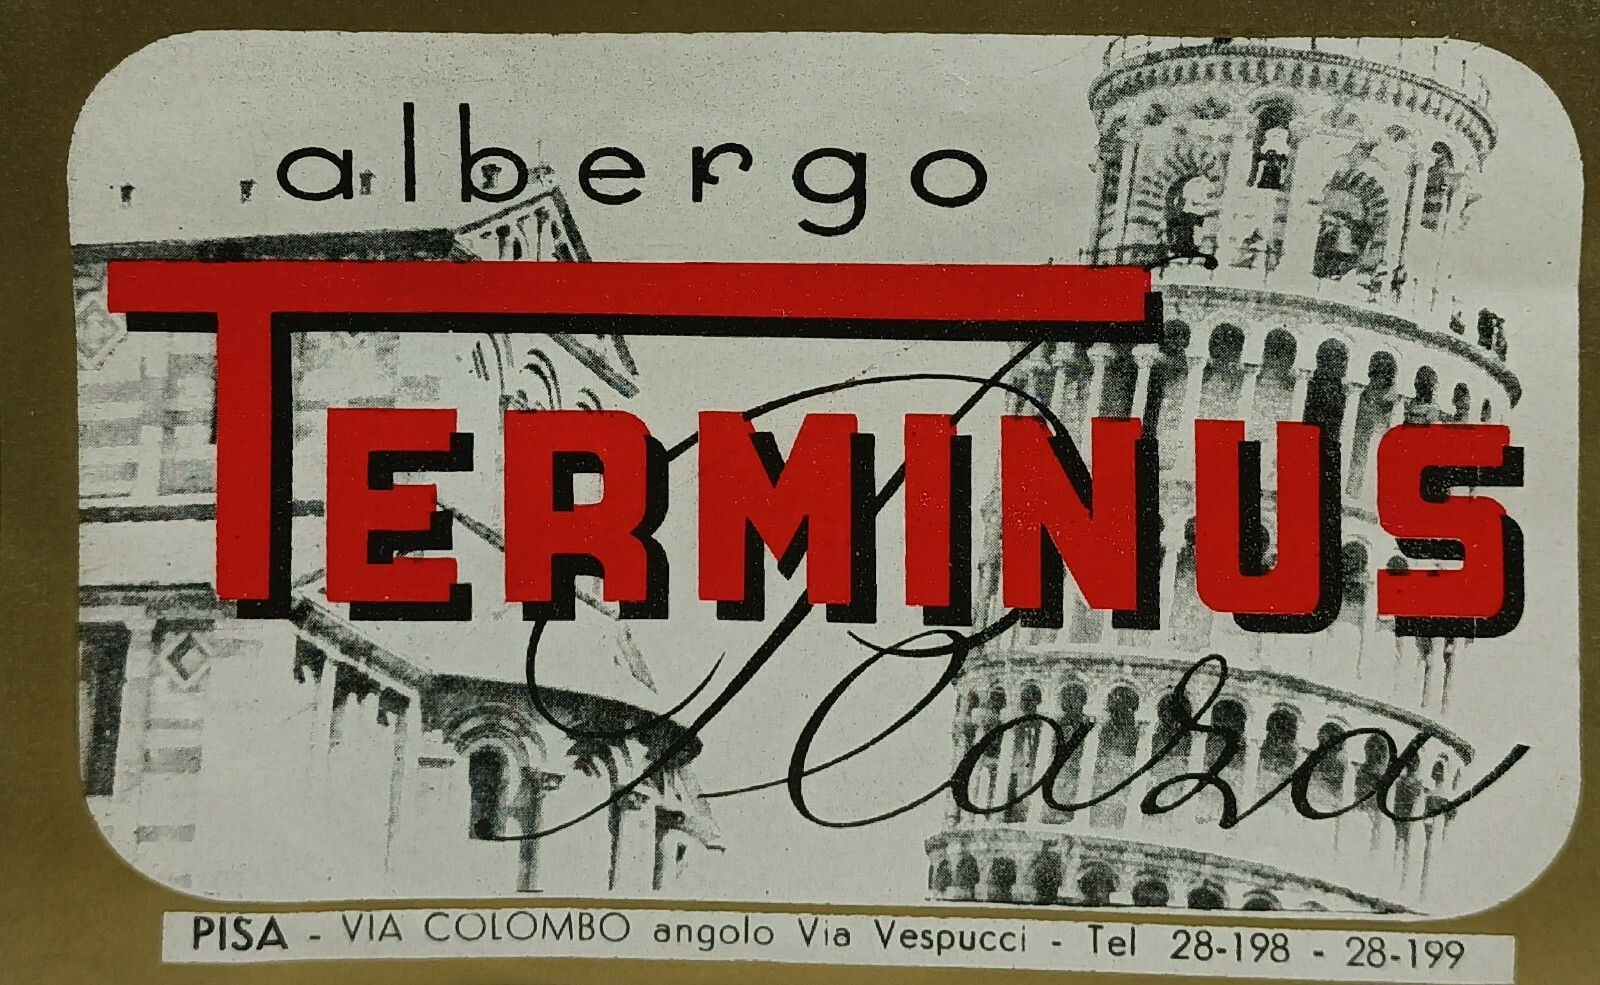 albergo
TERMINUS
Plaza
PISA - VIA COLOMBO angolo Via Vespucci - Tel 28-198 - 28-199